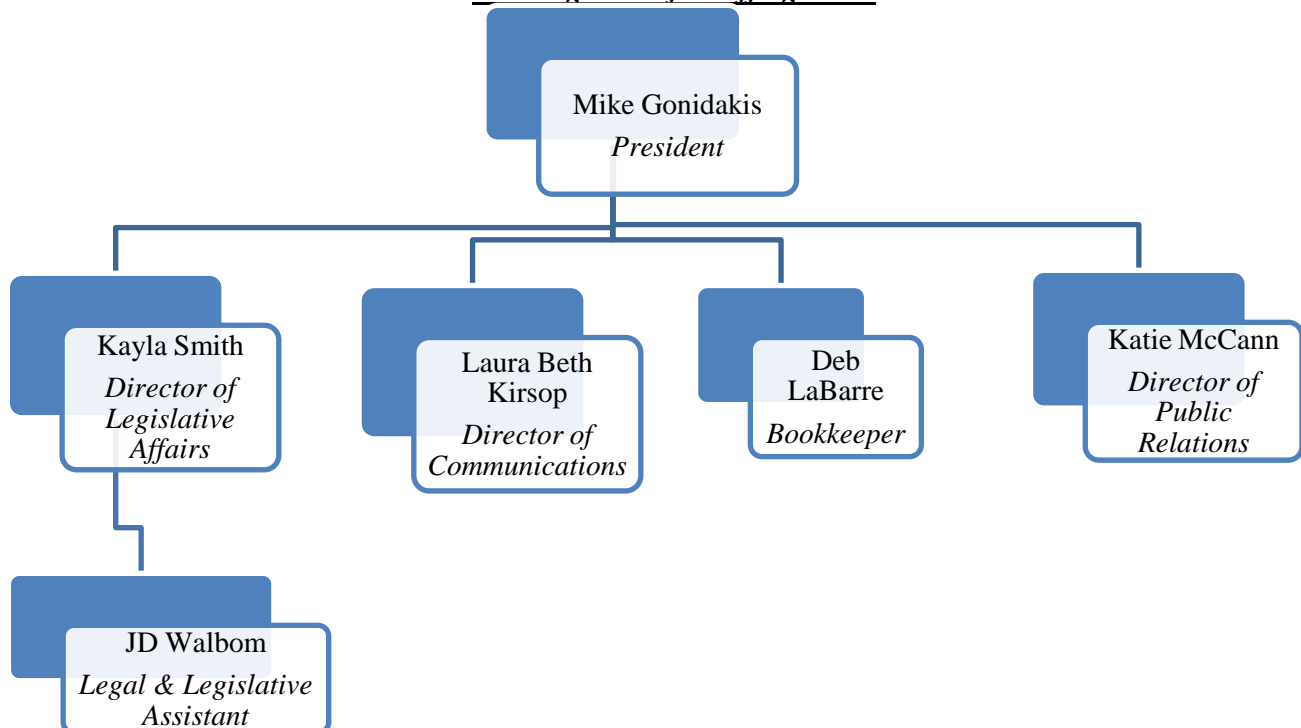 Mike Gonidakis
President
Kayla Smith
Director of
Legislative
Affairs
Laura Beth
Kirsop
Director of
Communications
Deb
LaBarre
Bookkeeper
Katie McCann
Director of
Public
Relations
JD Walbom
Legal & Legislative
Assistant